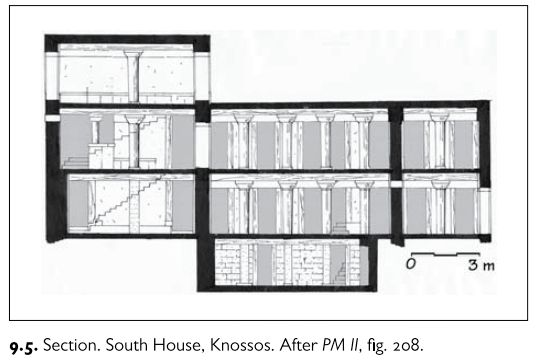 0 3 m
9.5. Section. South House, Knossos. After PM II, fig. 208.